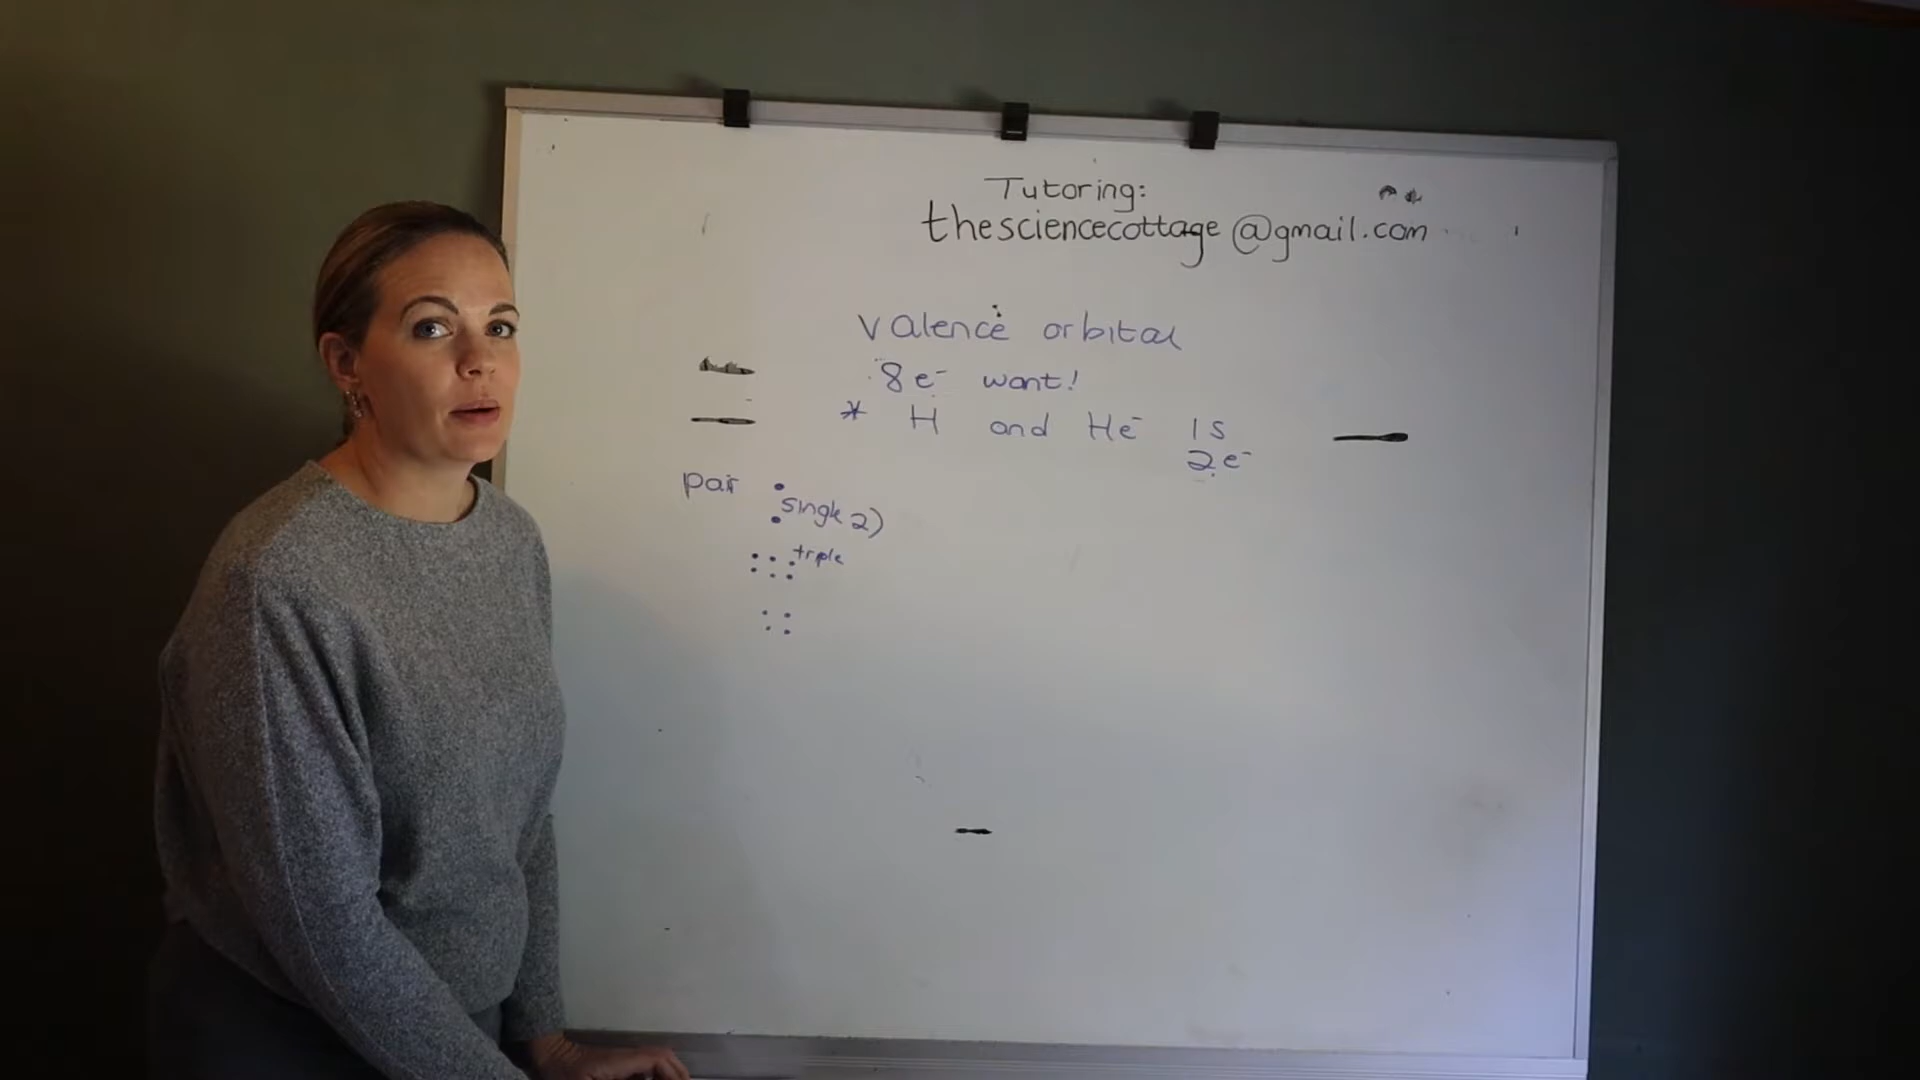 Tutoring:
thesciencecottage@gmail.com
valence orbital
8 e⁻ want!
* H and He 1s
2e⁻
pair
single 2)
triple